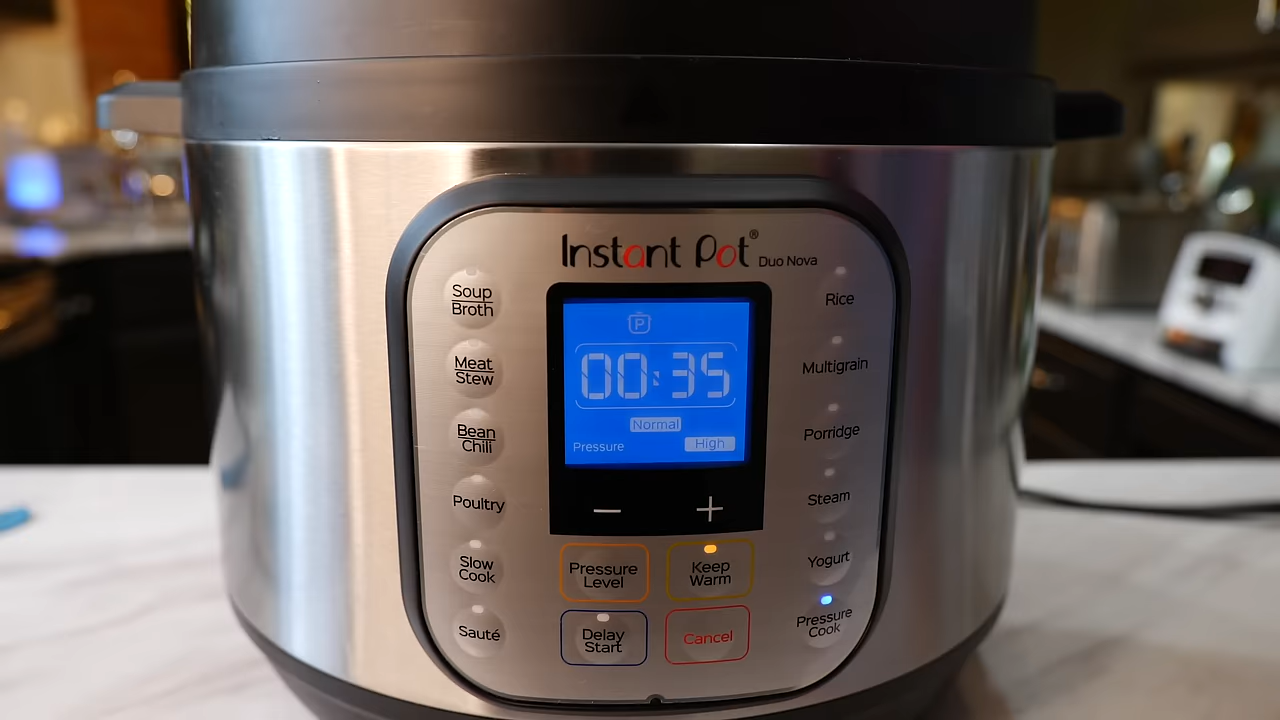 Instant Pot® Duo Nova
Soup
Broth
Meat
Stew
Bean
Chili
Poultry
Slow
Cook
Sauté
P
00:35
Normal
Pressure High
− +
Pressure
Level
Keep
Warm
Delay
Start
Cancel
Rice
Multigrain
Porridge
Steam
Yogurt
Pressure
Cook